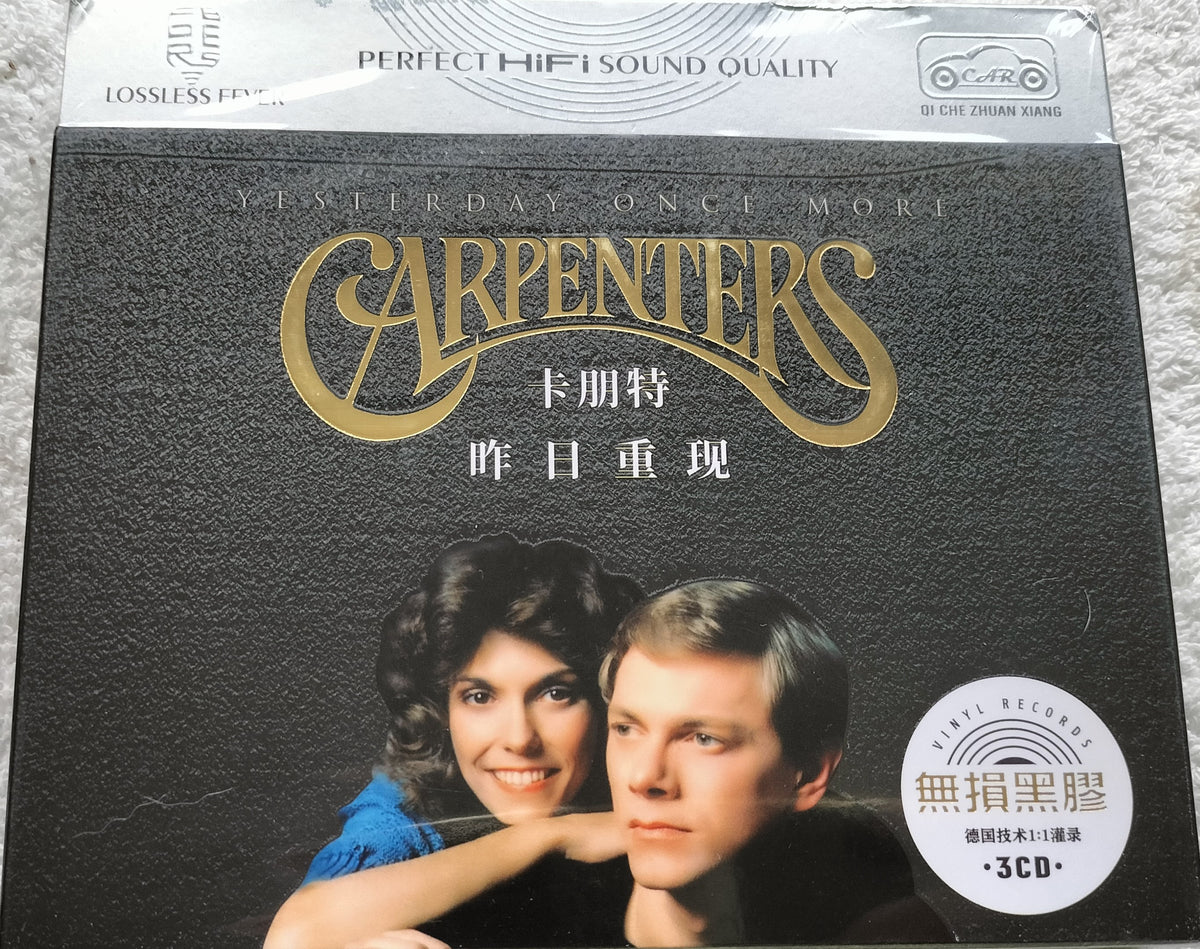 LOSSLESS FEVER
PERFECT HiFi SOUND QUALITY
CAR
QI CHE ZHUAN XIANG
YESTERDAY ONCE MORE
CARPENTERS
卡朋特
昨日重现
VINYL RECORDS
無損黑膠
德国技术1:1灌录
·3CD·